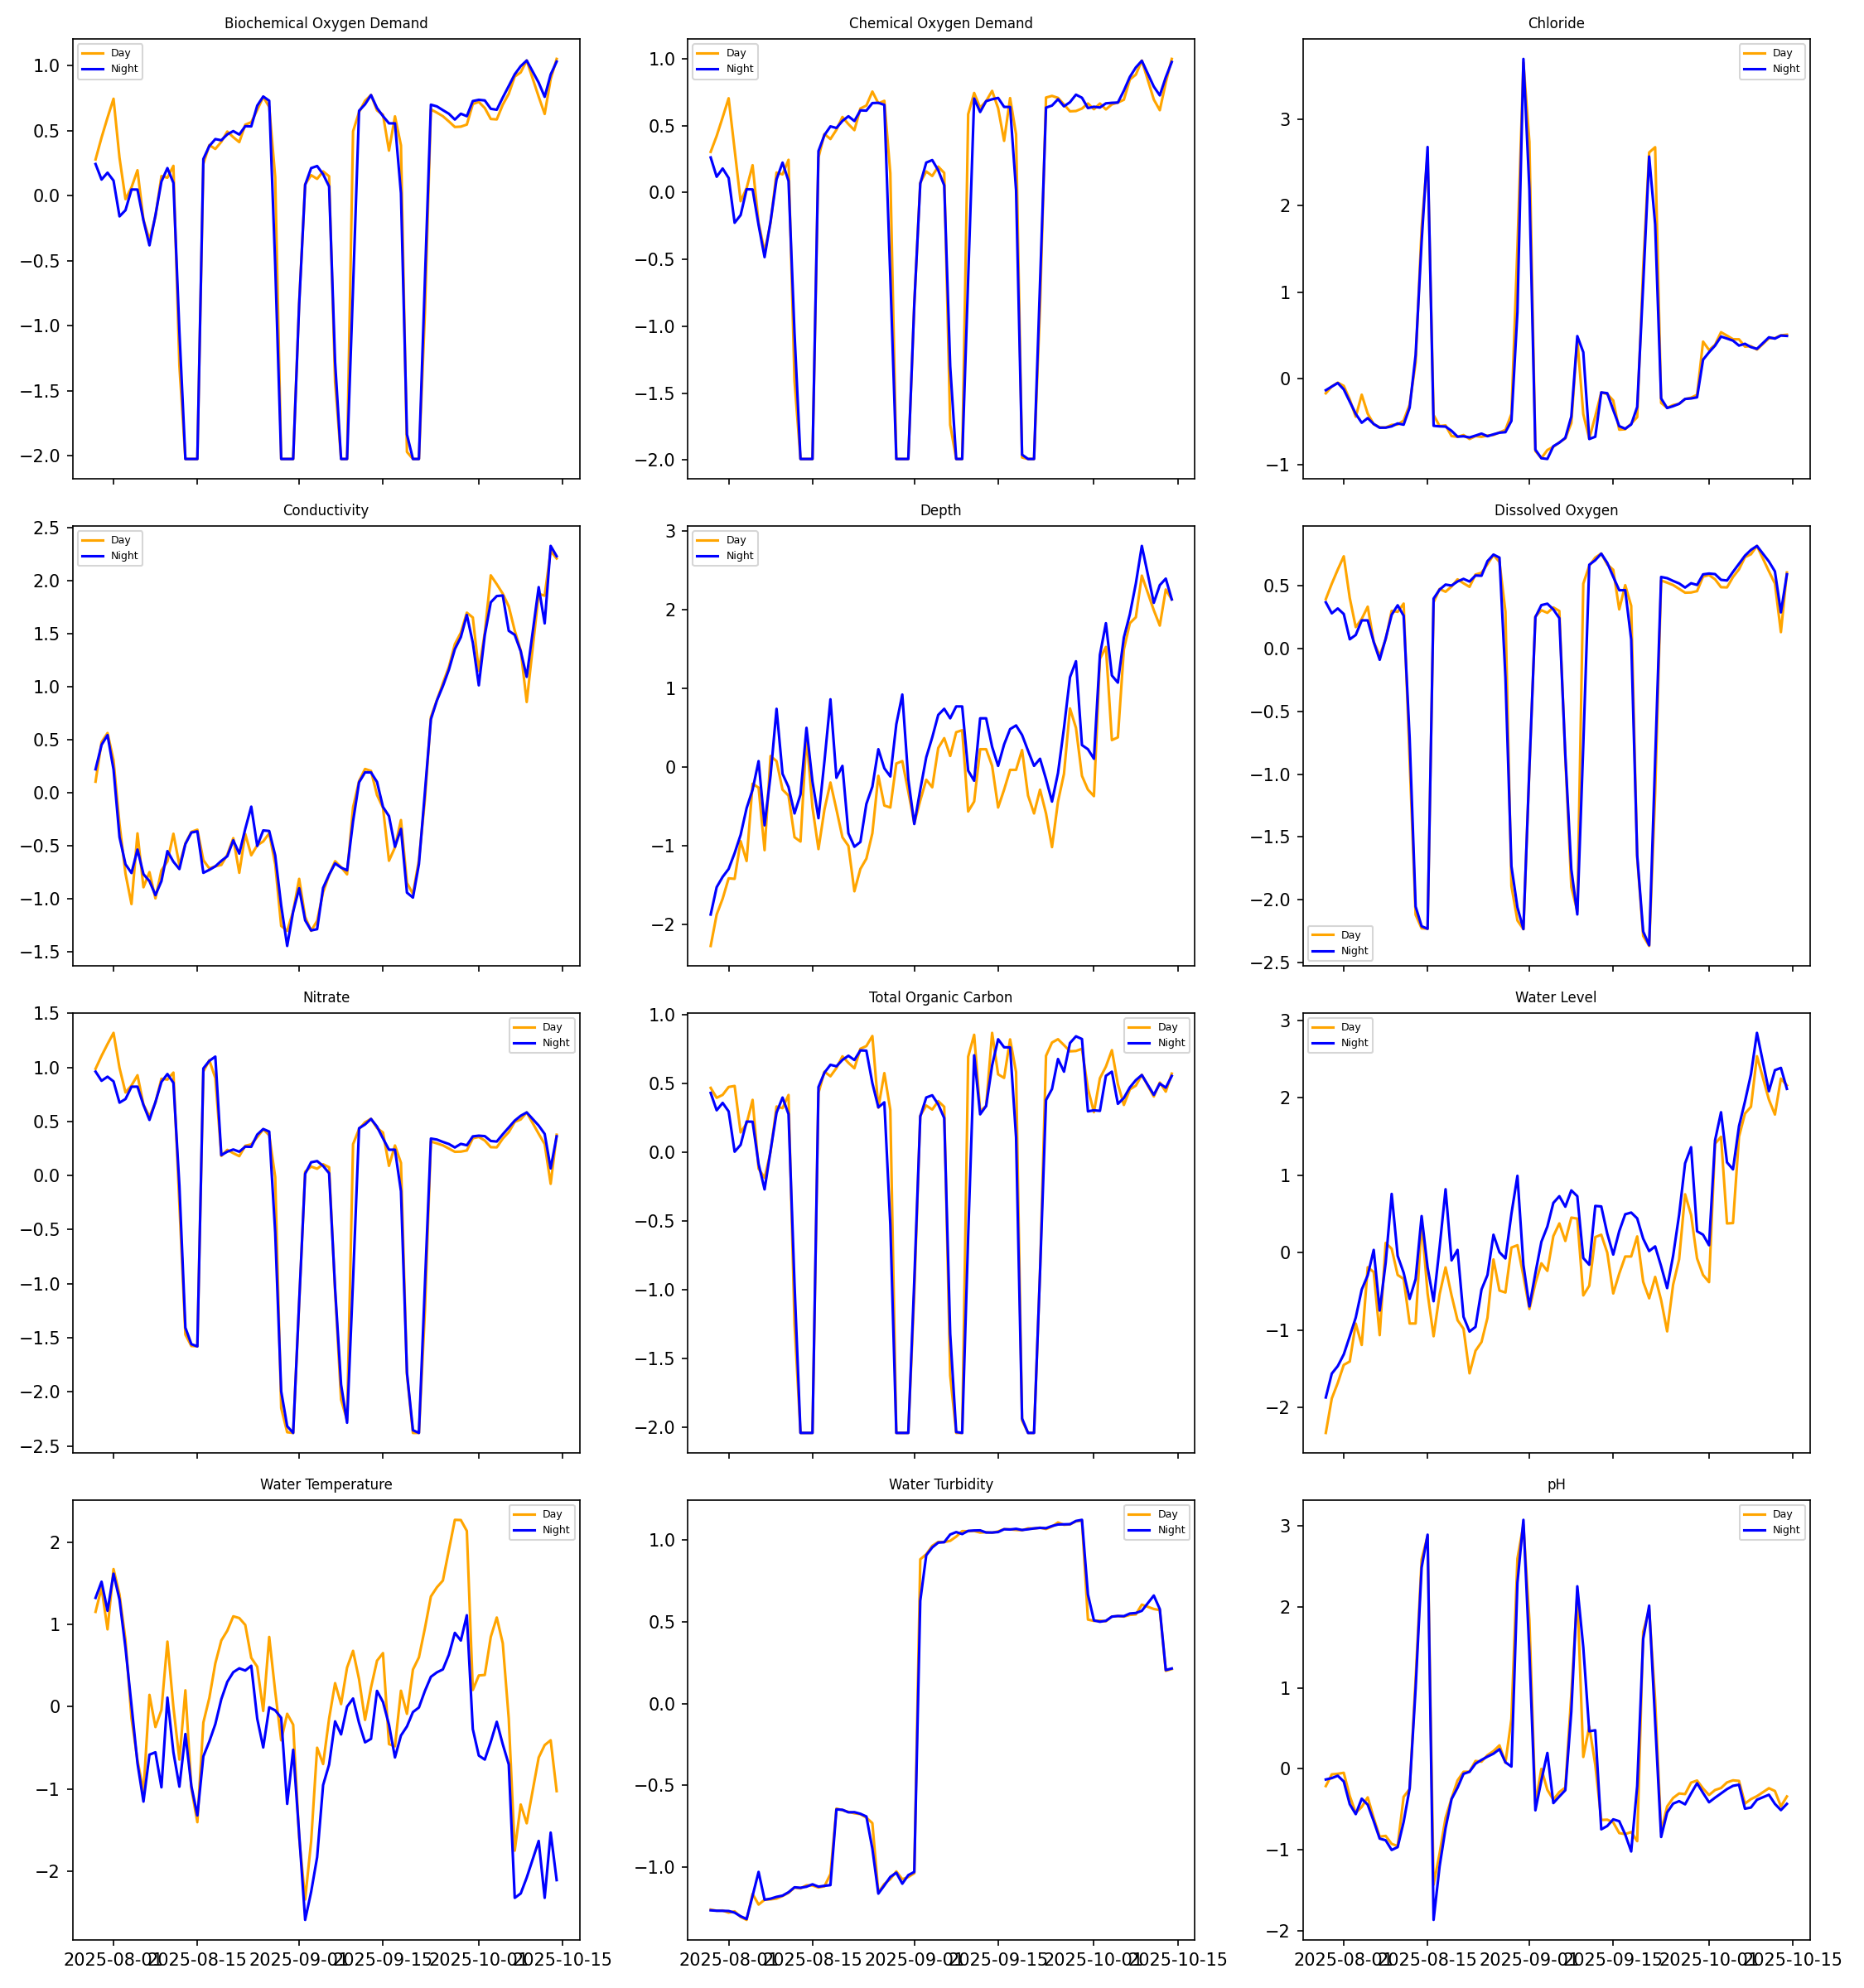 Biochemical Oxygen Demand
Day
Night
1.0
0.5
0.0
−0.5
−1.0
−1.5
−2.0
Chemical Oxygen Demand
Day
Night
1.0
0.5
0.0
−0.5
−1.0
−1.5
−2.0
Chloride
Day
Night
3
2
1
0
−1
Conductivity
Day
Night
2.5
2.0
1.5
1.0
0.5
0.0
−0.5
−1.0
−1.5
Depth
Day
Night
3
2
1
0
−1
−2
Dissolved Oxygen
0.5
0.0
−0.5
−1.0
−1.5
−2.0
−2.5
Day
Night
Nitrate
Day
Night
1.5
1.0
0.5
0.0
−0.5
−1.0
−1.5
−2.0
−2.5
Total Organic Carbon
Day
Night
1.0
0.5
0.0
−0.5
−1.0
−1.5
−2.0
Water Level
Day
Night
3
2
1
0
−1
−2
Water Temperature
Day
Night
2
1
0
−1
−2
2025-08-01
2025-08-15
2025-09-01
2025-09-15
2025-10-01
2025-10-15
Water Turbidity
Day
Night
1.0
0.5
0.0
−0.5
−1.0
2025-08-01
2025-08-15
2025-09-01
2025-09-15
2025-10-01
2025-10-15
pH
Day
Night
3
2
1
0
−1
−2
2025-08-01
2025-08-15
2025-09-01
2025-09-15
2025-10-01
2025-10-15